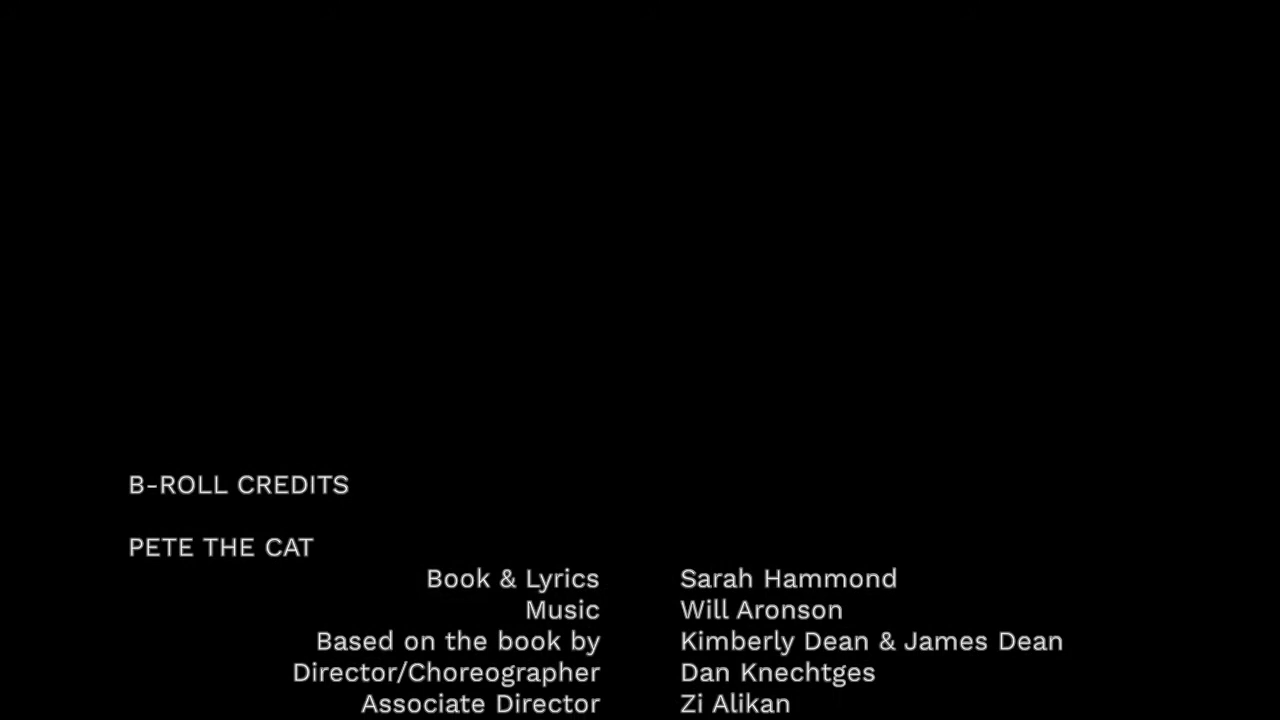 B-ROLL CREDITS
PETE THE CAT
Book & Lyrics Sarah Hammond
Music Will Aronson
Based on the book by Kimberly Dean & James Dean
Director/Choreographer Dan Knechtges
Associate Director Zi Alikan